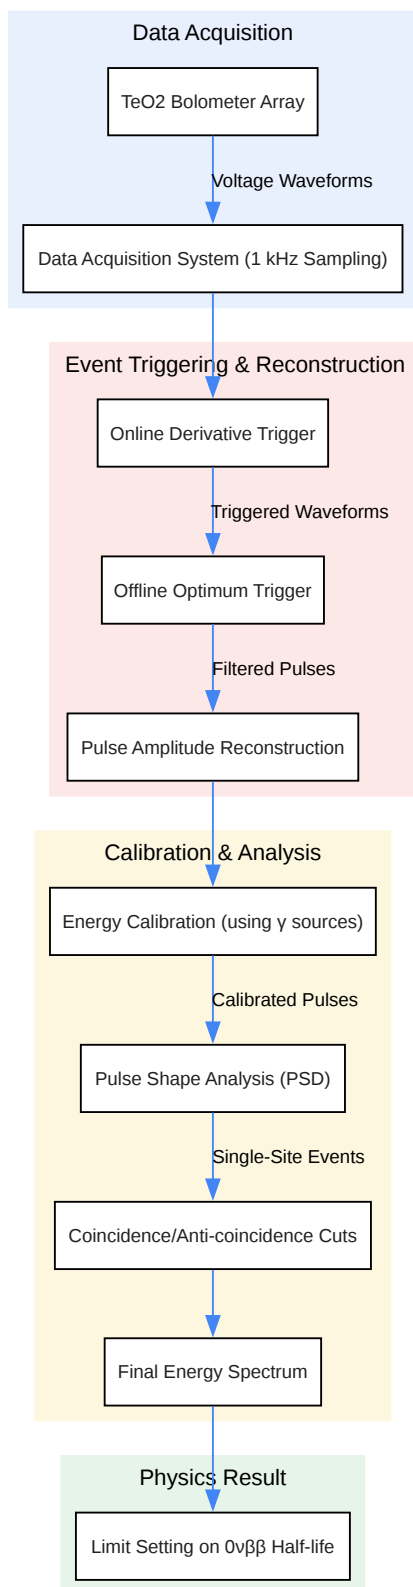 Data Acquisition
TeO2 Bolometer Array
Voltage Waveforms
Data Acquisition System (1 kHz Sampling)
Event Triggering & Reconstruction
Online Derivative Trigger
Triggered Waveforms
Offline Optimum Trigger
Filtered Pulses
Pulse Amplitude Reconstruction
Calibration & Analysis
Energy Calibration (using γ sources)
Calibrated Pulses
Pulse Shape Analysis (PSD)
Single-Site Events
Coincidence/Anti-coincidence Cuts
Final Energy Spectrum
Physics Result
Limit Setting on 0νββ Half-life